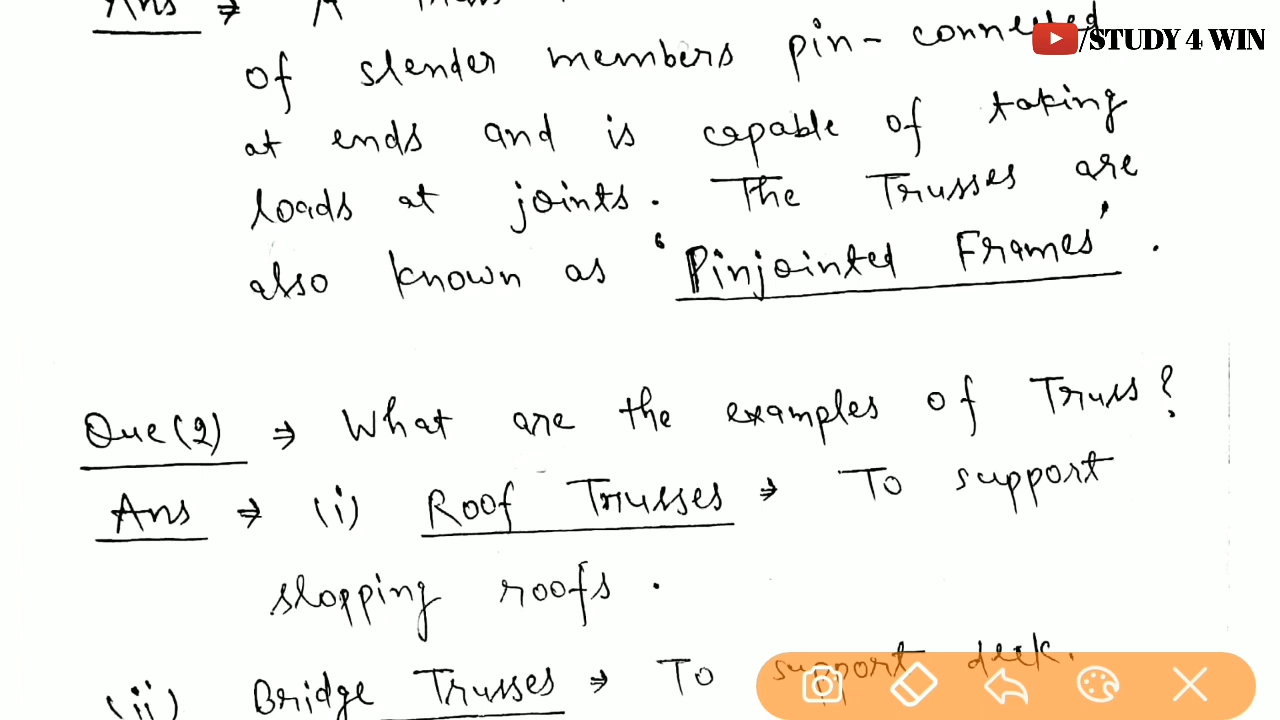 Ans ⇒ A
of slender members pin-connected
/STUDY 4 WIN
at ends and is capable of taking
loads at joints. The Trusses are
also known as 'Pinjointed Frames'.
Que(2) ⇒ What are the examples of Truss?
Ans ⇒ (i) Roof Trusses ⇒ To support
slopping roofs.
(ii) Bridge Trusses ⇒ To support deck.